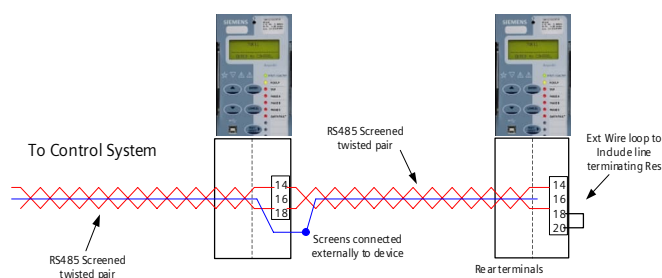 SIEMENS
SIEMENS
To Control System
RS485 Screened
twisted pair
Ext Wire loop to
Include line
terminating Res
14
16
18
14
16
18
20
RS485 Screened
twisted pair
Screens connected
externally to device
Rear terminals